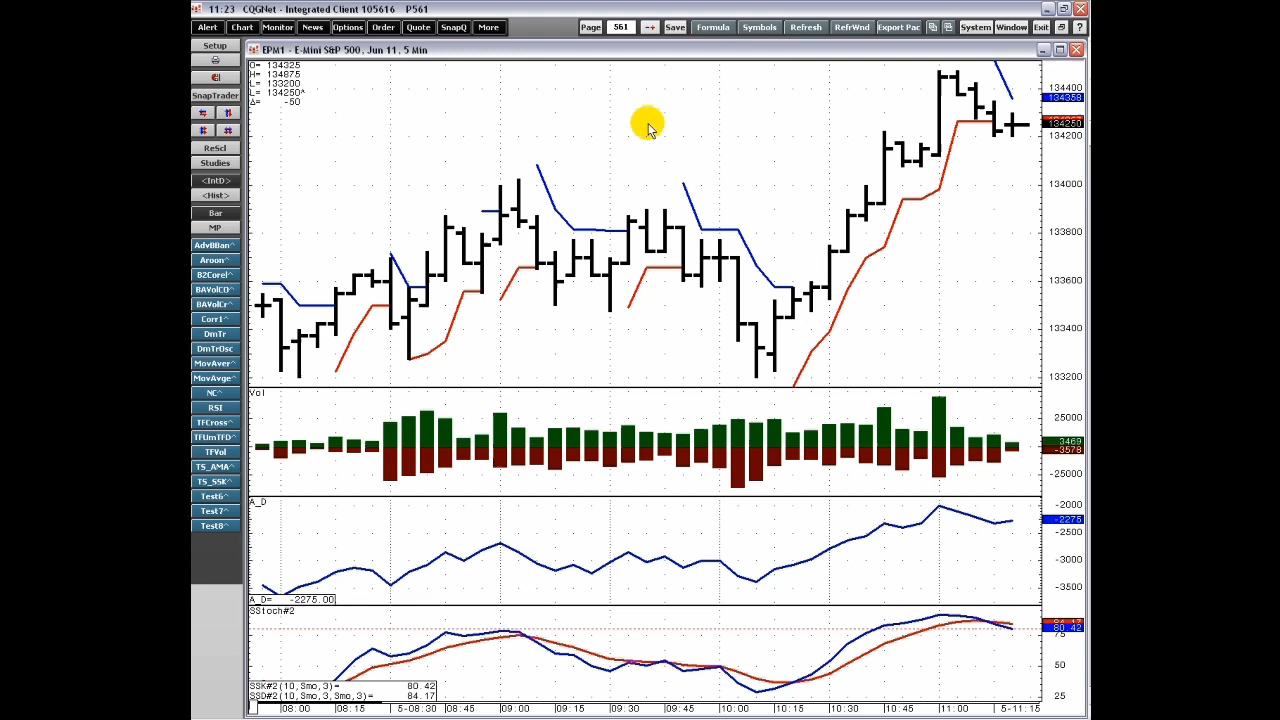 11:23 CQGNet - Integrated Client 105616 P561
Alert Chart Monitor News Options Order Quote SnapQ More Page 561 -+ Save Formula Symbols Refresh RefrWnd Export Pac System Window Exit ?
Setup
EPM1 - E-Mini S&P 500, Jun 11, 5 Min
O= 134325
H= 134875
L= 133200
L= 134250^
Δ= -50
SnapTrader
ReScl
Studies
<IntD>
<Hist>
Bar
MP
AdvBBan^
Aroon^
B2Corel^
BAVolCO^
BAVolCr^
Corr1^
DmTr
DmTrOsc
MovAver^
MovAvge^
NC^
RSI
TFCross^
TFUmTFD^
TFVol
TS_AMA^
TS_SSK^
Test6^
Test7^
Test8^
134400
134358
134250
134200
134000
133800
133600
133400
133200
Vol
25000
3469
-3578
-25000
A_D
-2000
-2275
-2500
-3000
-3500
A_D= -2275.00
SStoch#2
80.42
75
50
25
SSK#2(10,Smo,3)= 80.42
SSD#2(10,Smo,3,Smo,3)= 84.17
08:00 08:15 5-08:30 08:45 09:00 09:15 09:30 09:45 10:00 10:15 10:30 10:45 11:00 5-11:15